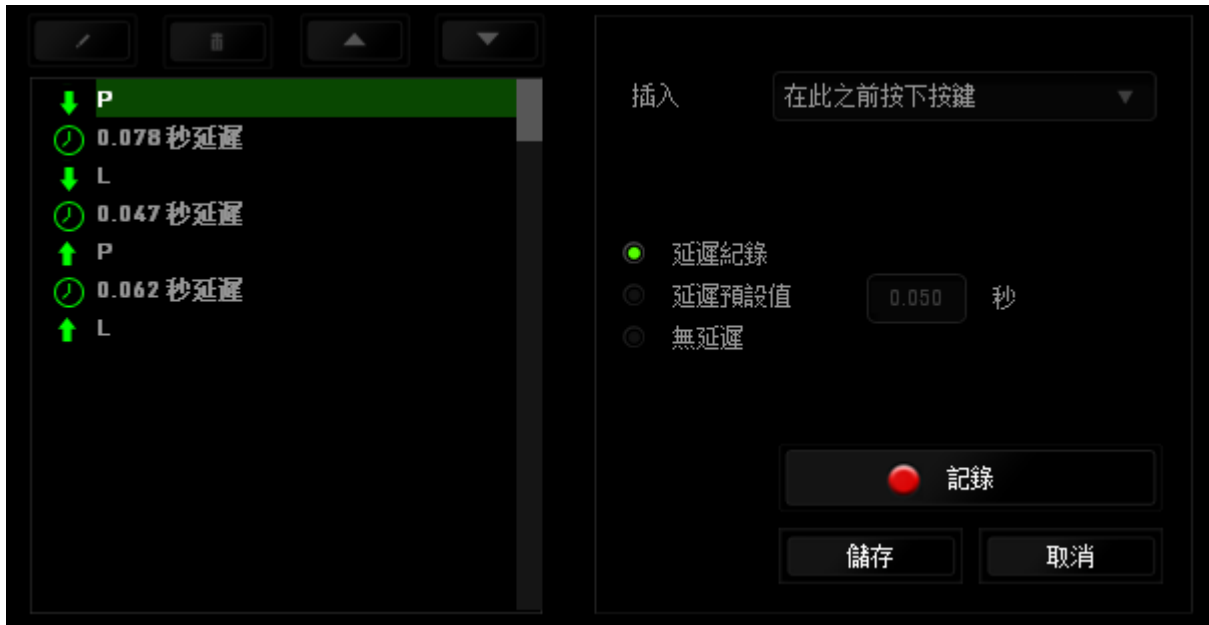 P
0.078 秒延遲
L
0.047 秒延遲
P
0.062 秒延遲
L
插入 在此之前按下按鍵
延遲紀錄
延遲預設值 0.050 秒
無延遲
記錄
儲存 取消